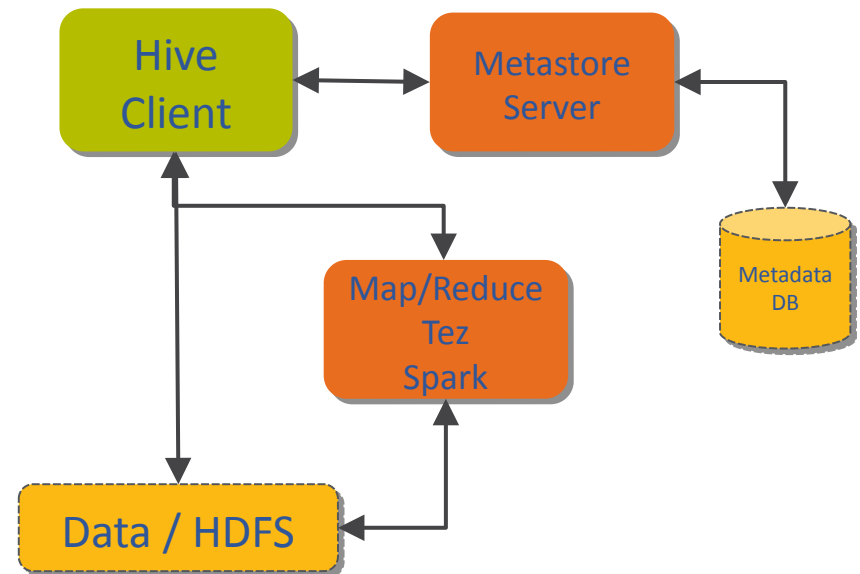 Hive
Client
Metastore
Server
Metadata
DB
Map/Reduce
Tez
Spark
Data / HDFS